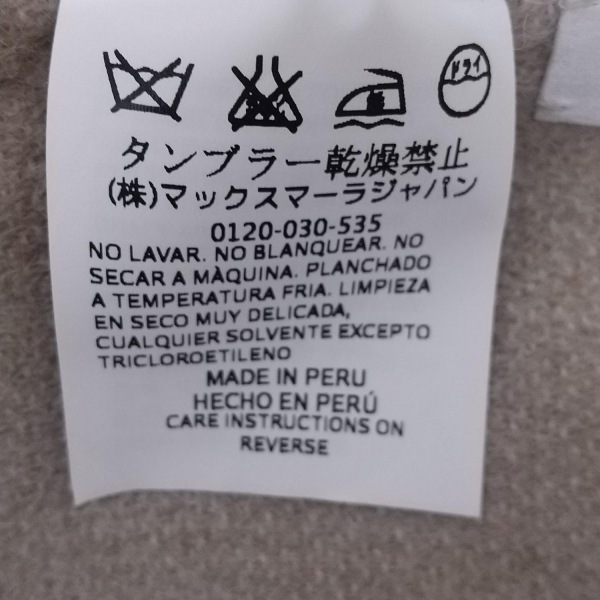 ドライ
タンブラー乾燥禁止
(株)マックスマーラジャパン
0120-030-535
NO LAVAR. NO BLANQUEAR. NO
SECAR A MÀQUINA. PLANCHADO
A TEMPERATURA FRIA. LIMPIEZA
EN SECO MUY DELICADA,
CUALQUIER SOLVENTE EXCEPTO
TRICLOROETILENO
MADE IN PERU
HECHO EN PERÚ
CARE INSTRUCTIONS ON
REVERSE